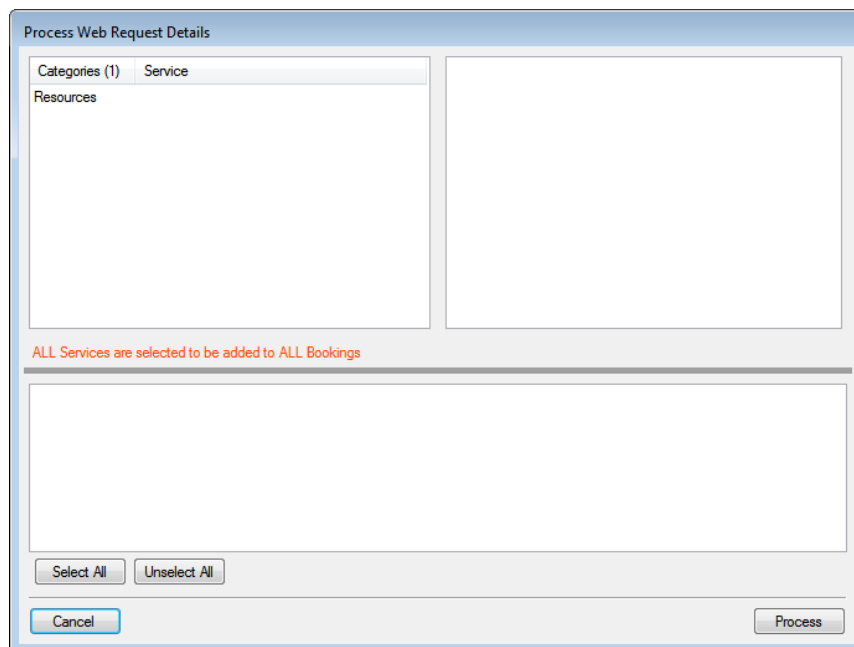 Process Web Request Details
Categories (1) Service
Resources
ALL Services are selected to be added to ALL Bookings
Select All Unselect All
Cancel Process